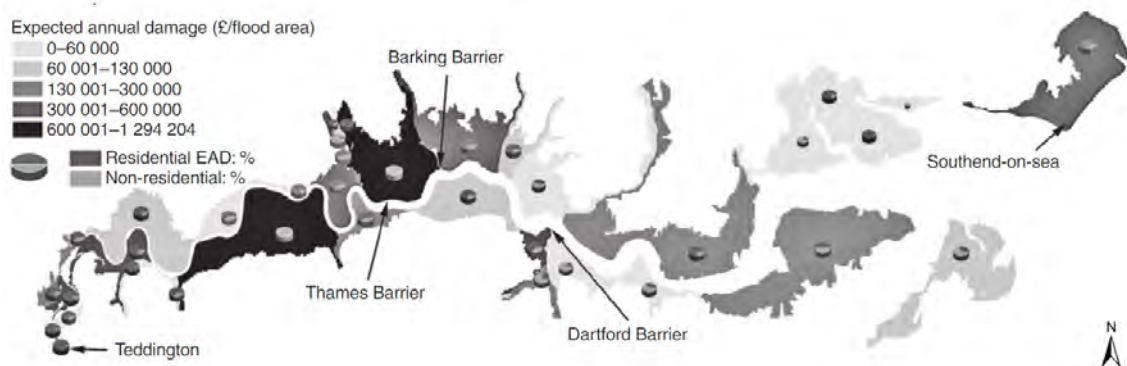 Expected annual damage (£/flood area)
0–60 000
60 001–130 000
130 001–300 000
300 001–600 000
600 001–1 294 204
Residential EAD: %
Non-residential: %
Barking Barrier
Southend-on-sea
Thames Barrier
Dartford Barrier
Teddington
N